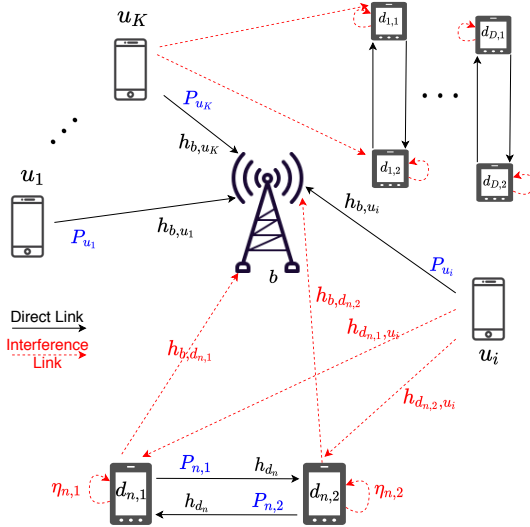 u_K
d_{1,1}
d_{D,1}
. . .
P_{u_K}
. . .
h_{b,u_K}
d_{1,2}
d_{D,2}
u_1
h_{b,u_i}
P_{u_1}
h_{b,u_1}
P_{u_i}
b
h_{b,d_{n,2}}
Direct Link
h_{d_{n,1},u_i}
Interference
Link
h_{b,d_{n,1}}
u_i
h_{d_{n,2},u_i}
P_{n,1}
h_{d_n}
η_{n,1}
d_{n,1}
d_{n,2}
η_{n,2}
h_{d_n}
P_{n,2}